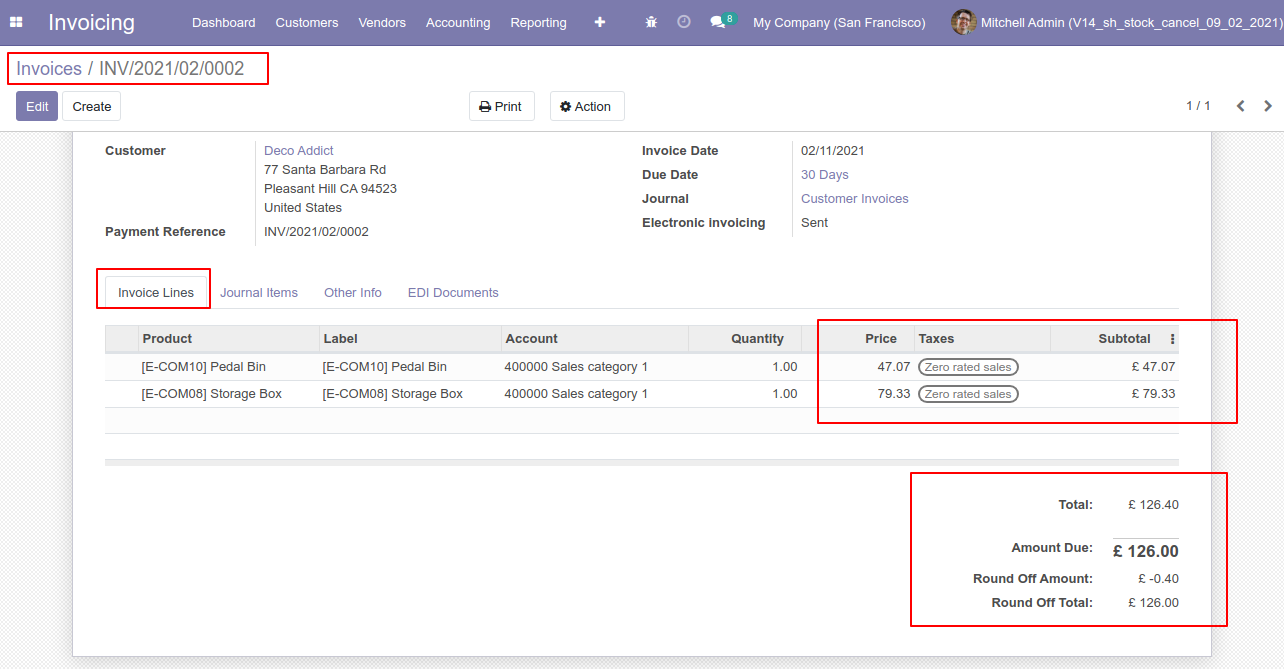 Invoicing Dashboard Customers Vendors Accounting Reporting 8 My Company (San Francisco) Mitchell Admin (V14_sh_stock_cancel_09_02_2021)
Invoices / INV/2021/02/0002
Edit Create Print Action 1 / 1
Customer Deco Addict Invoice Date 02/11/2021
77 Santa Barbara Rd
Pleasant Hill CA 94523 Due Date 30 Days
United States Journal Customer Invoices
Payment Reference INV/2021/02/0002 Electronic invoicing Sent
Invoice Lines Journal Items Other Info EDI Documents
Product Label Account Quantity Price Taxes Subtotal
[E-COM10] Pedal Bin [E-COM10] Pedal Bin 400000 Sales category 1 1.00 47.07 Zero rated sales £ 47.07
[E-COM08] Storage Box [E-COM08] Storage Box 400000 Sales category 1 1.00 79.33 Zero rated sales £ 79.33
Total: £ 126.40
Amount Due: £ 126.00
Round Off Amount: £ -0.40
Round Off Total: £ 126.00